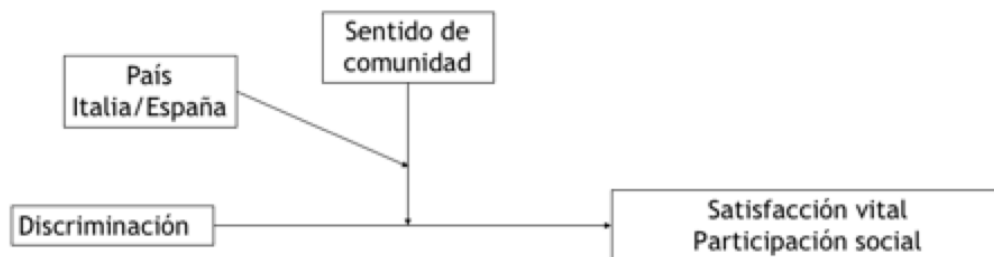 Sentido de
comunidad
País
Italia/España
Discriminación
Satisfacción vital
Participación social